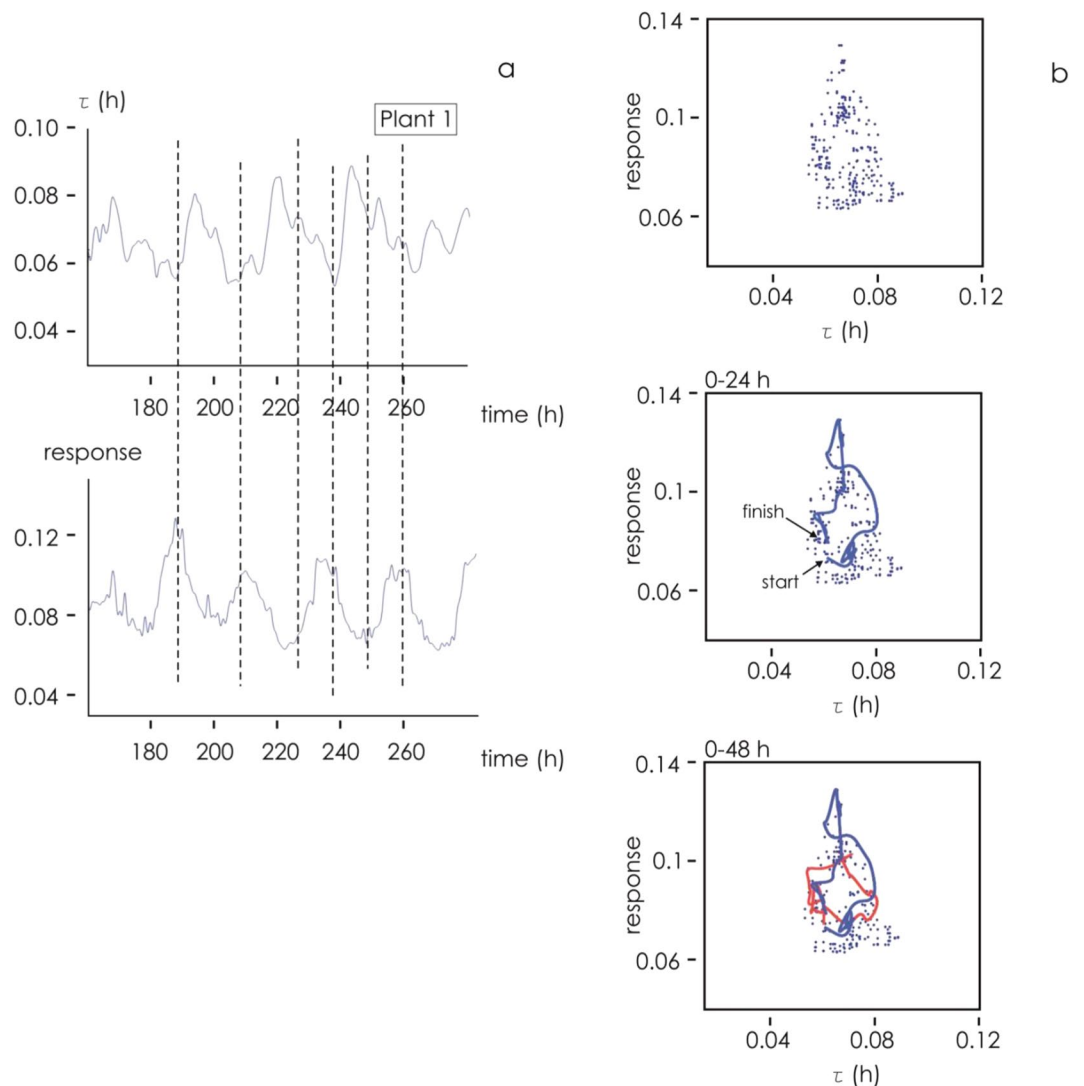 a
τ (h)
Plant 1
0.10
0.08
0.06
0.04
180 200 220 240 260
time (h)
response
0.12
0.08
0.04
180 200 220 240 260
time (h)
b
0.14
0.1
0.06
response
0.04 0.08 0.12
τ (h)
0-24 h
0.14
0.1
0.06
response
finish
start
0.04 0.08 0.12
τ (h)
0-48 h
0.14
0.1
0.06
response
0.04 0.08 0.12
τ (h)